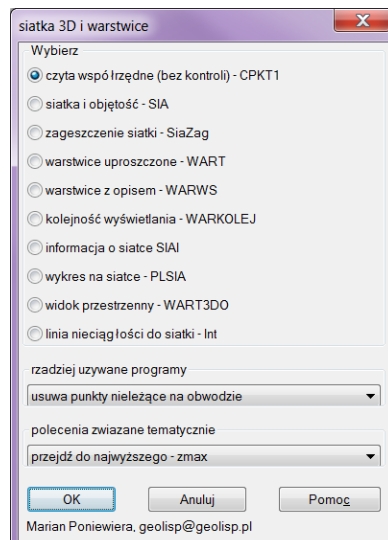 siatka 3D i warstwice
Wybierz
czyta współrzędne (bez kontroli) - CPKT1
siatka i objętość - SIA
zageszczenie siatki - SiaZag
warstwice uproszczone - WART
warstwice z opisem - WARWS
kolejność wyświetlania - WARKOLEJ
informacja o siatce SIAI
wykres na siatce - PLSIA
widok przestrzenny - WART3DO
linia nieciągłości do siatki - Int
rzadziej uzywane programy
usuwa punkty nieleżące na obwodzie
polecenia zwiazane tematycznie
przejdź do najwyższego - zmax
OK Anuluj Pomoc
Marian Poniewiera, geolisp@geolisp.pl